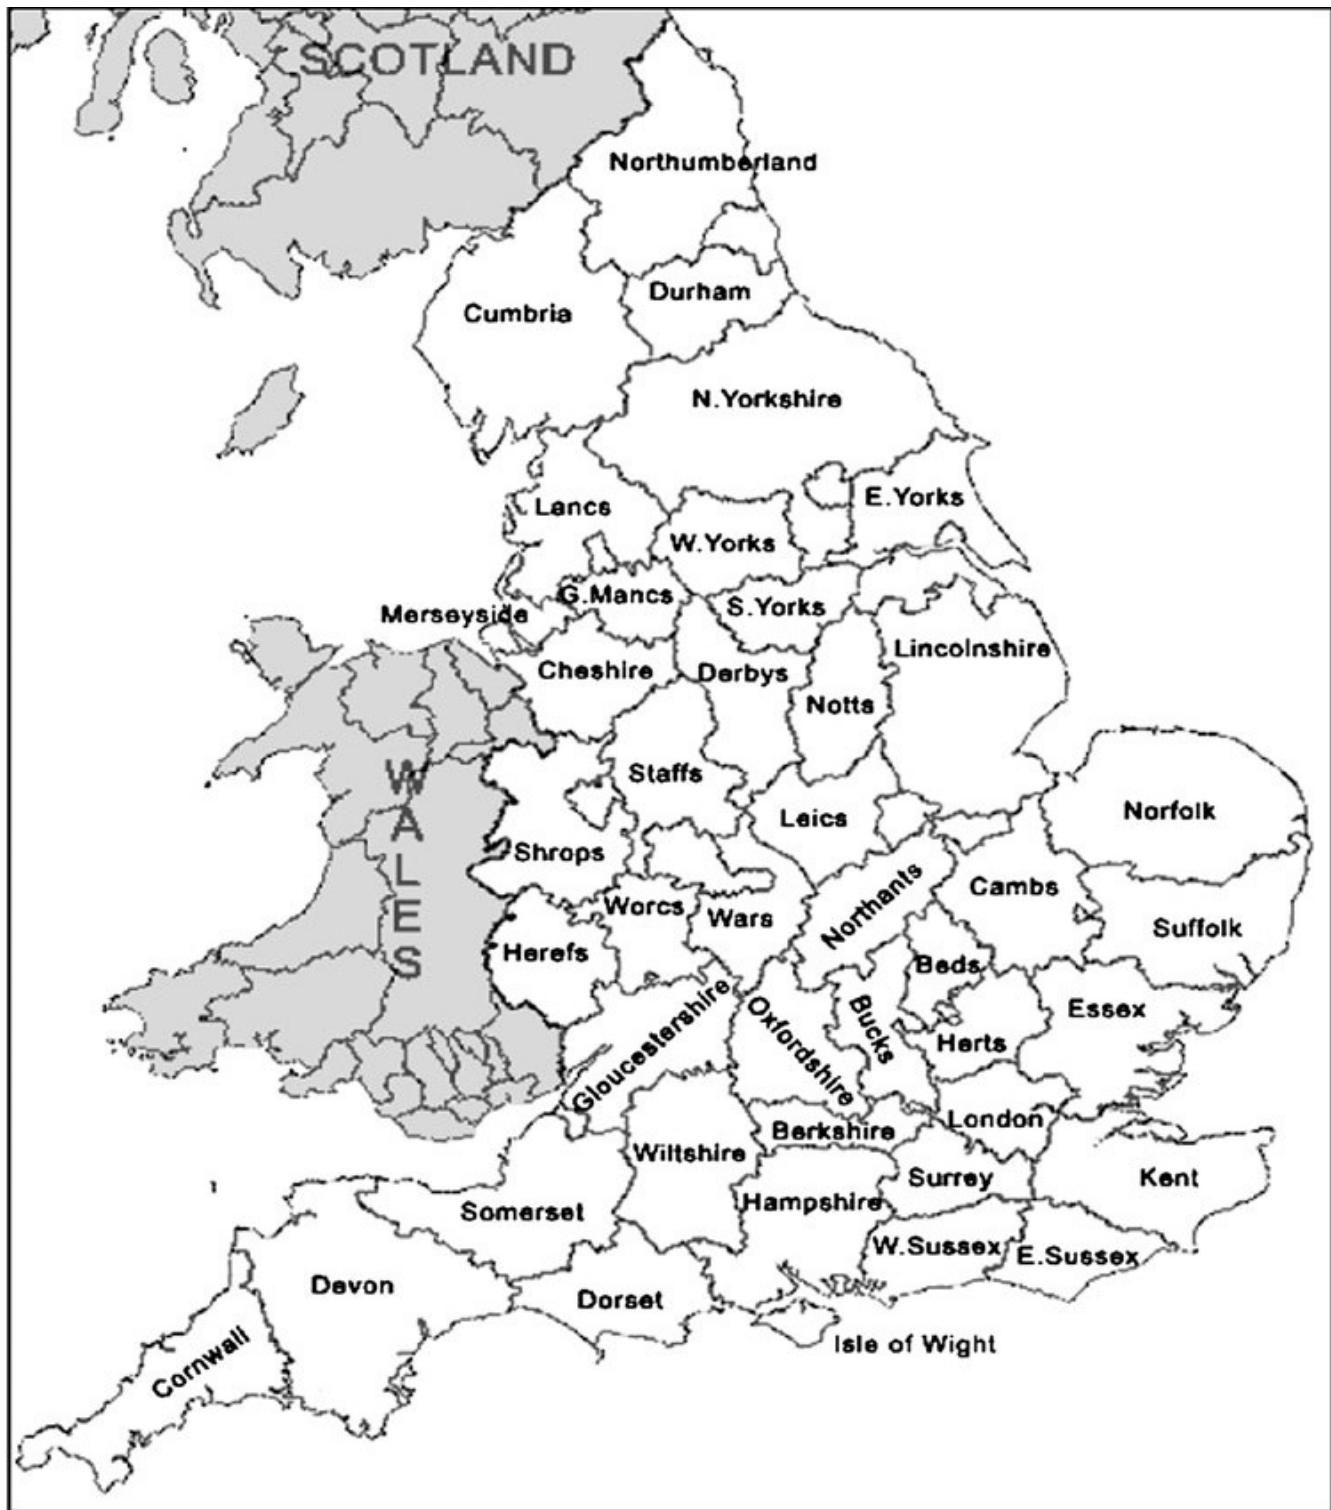 SCOTLAND
Northumberland
Durham
Cumbria
N.Yorkshire
E.Yorks
Lancs
W.Yorks
G.Mancs
S.Yorks
Merseyside
Lincolnshire
Cheshire
Derbys
Notts
WALES
Staffs
Leics
Norfolk
Shrops
Northants
Cambs
Worcs
Wars
Suffolk
Herefs
Beds
Essex
Gloucestershire
Oxfordshire
Bucks
Herts
London
Berkshire
Wiltshire
Surrey
Kent
Hampshire
Somerset
W.Sussex
E.Sussex
Devon
Dorset
Isle of Wight
Cornwall